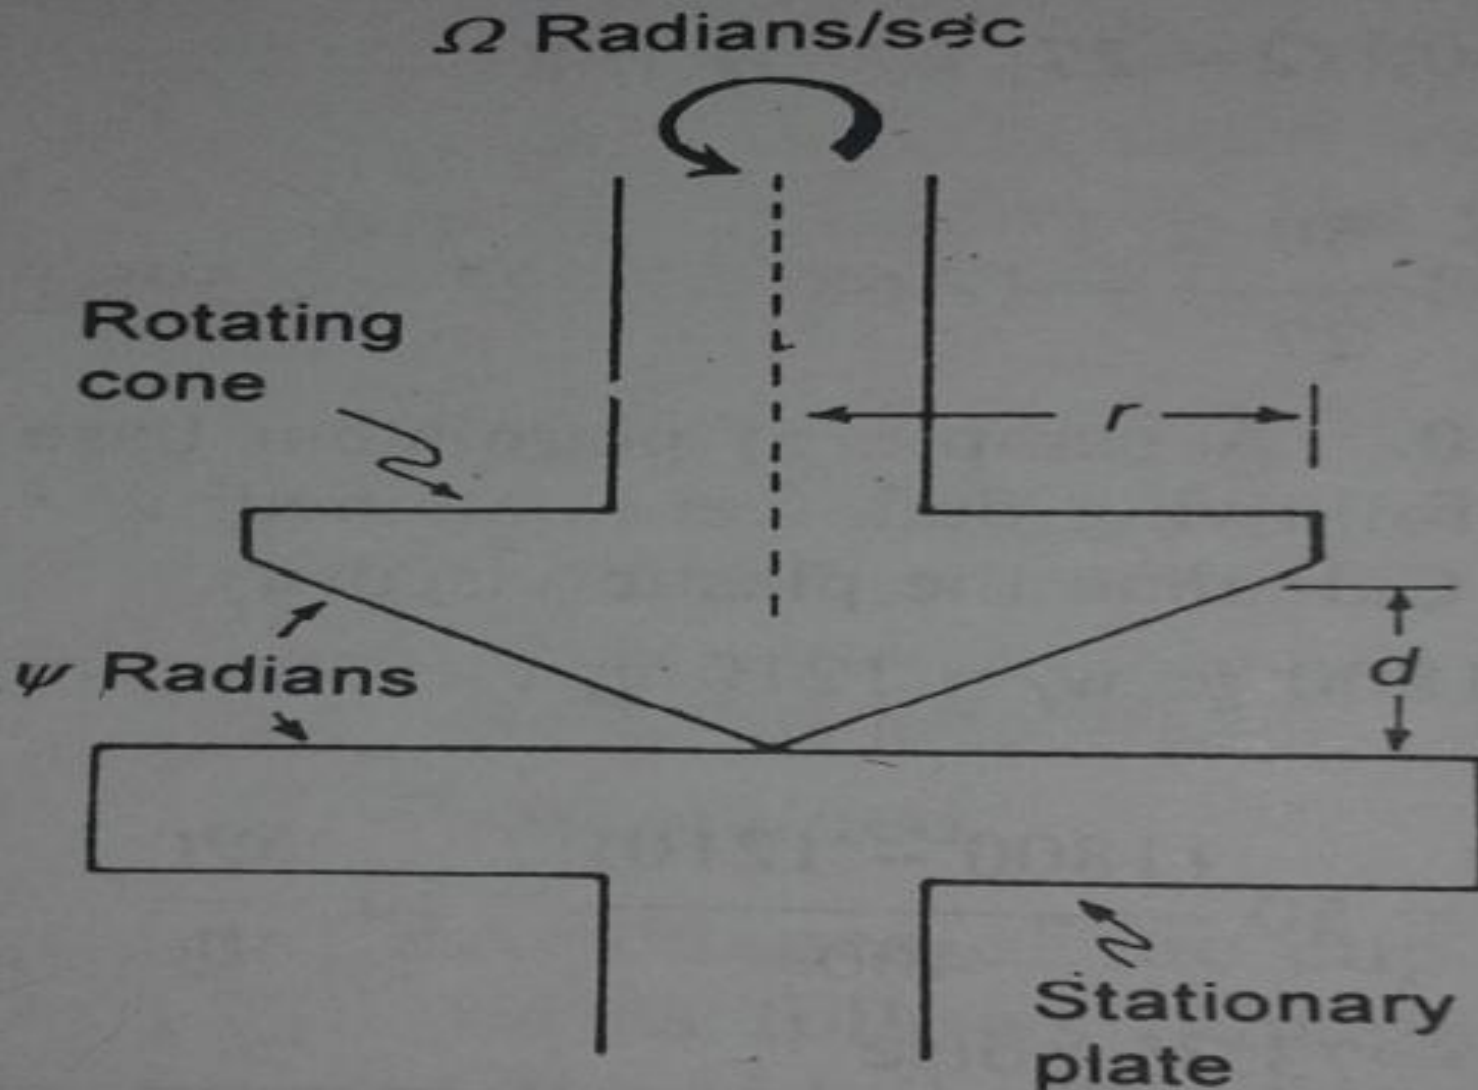 Ω Radians/sec
Rotating
cone
r
ψ Radians
d
Stationary
plate